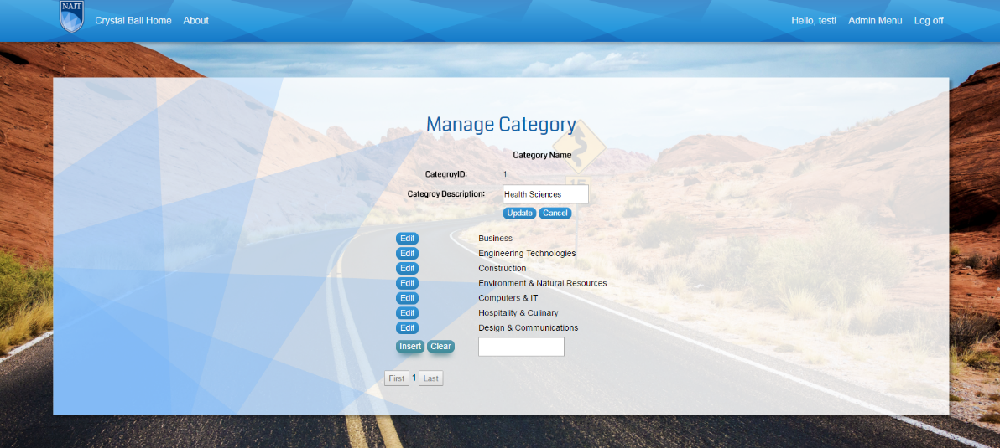 NAIT
Crystal Ball Home About Hello, test! Admin Menu Log off
Manage Category
Category Name
CategroyID: 1
Categroy Description: Health Sciences
Update Cancel
Edit Business
Edit Engineering Technologies
Edit Construction
Edit Environment & Natural Resources
Edit Computers & IT
Edit Hospitality & Culinary
Edit Design & Communications
Insert Clear
First 1 Last